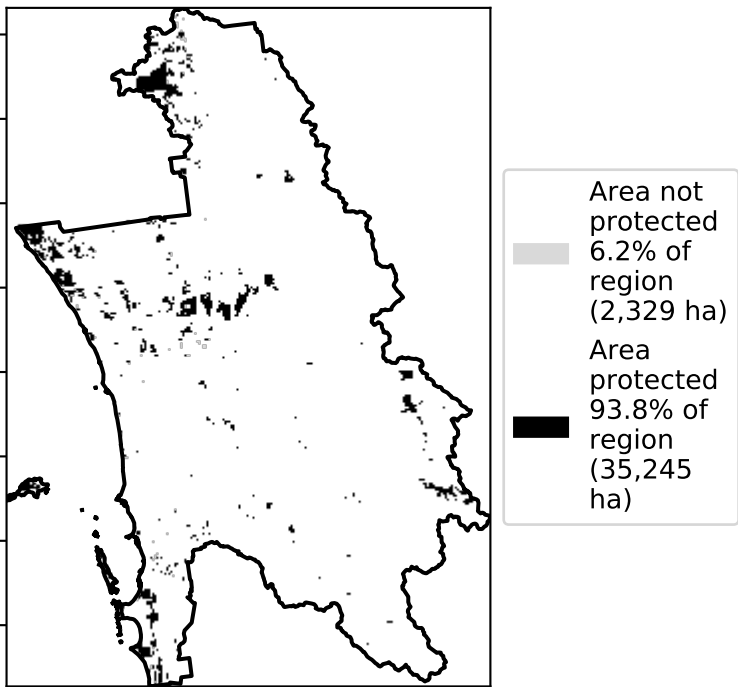 Area not
protected
6.2% of
region
(2,329 ha)
Area
protected
93.8% of
region
(35,245
ha)